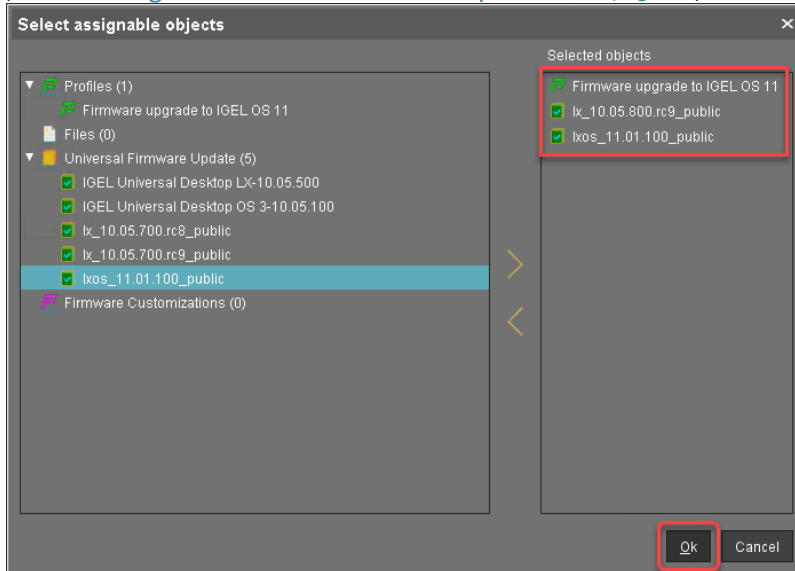 Select assignable objects
Selected objects
Profiles (1)
Firmware upgrade to IGEL OS 11
Files (0)
Universal Firmware Update (5)
IGEL Universal Desktop LX-10.05.500
IGEL Universal Desktop OS 3-10.05.100
lx_10.05.700.rc8_public
lx_10.05.700.rc9_public
lxos_11.01.100_public
Firmware Customizations (0)
Firmware upgrade to IGEL OS 11
lx_10.05.800.rc9_public
lxos_11.01.100_public
Ok Cancel